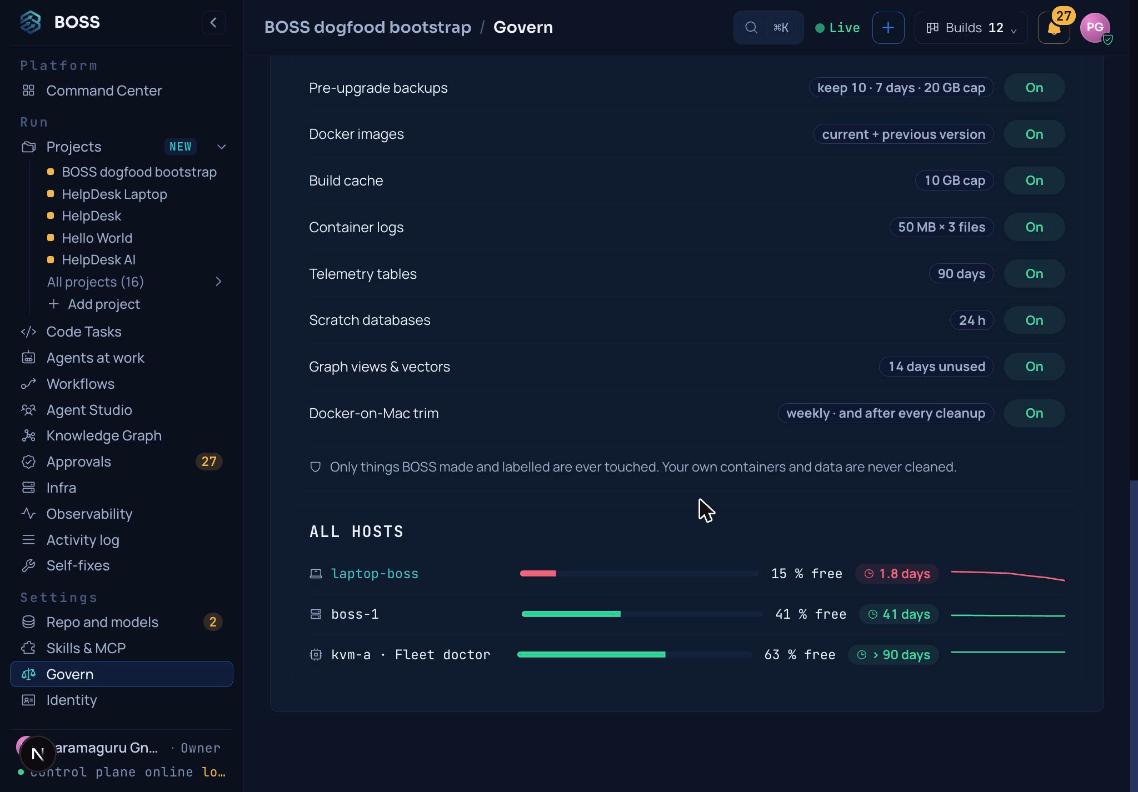 BOSS
BOSS dogfood bootstrap / Govern
⌘K
Live
Builds 12
27
PG
Platform
Command Center
Run
Projects NEW
BOSS dogfood bootstrap
HelpDesk Laptop
HelpDesk
Hello World
HelpDesk AI
All projects (16)
+ Add project
Code Tasks
Agents at work
Workflows
Agent Studio
Knowledge Graph
Approvals 27
Infra
Observability
Activity log
Self-fixes
Settings
Repo and models 2
Skills & MCP
Govern
Identity
N
aramaguru Gn… · Owner
control plane online lo…
Pre-upgrade backups keep 10 · 7 days · 20 GB cap On
Docker images current + previous version On
Build cache 10 GB cap On
Container logs 50 MB × 3 files On
Telemetry tables 90 days On
Scratch databases 24 h On
Graph views & vectors 14 days unused On
Docker-on-Mac trim weekly · and after every cleanup On
Only things BOSS made and labelled are ever touched. Your own containers and data are never cleaned.
ALL HOSTS
laptop-boss 15 % free 1.8 days
boss-1 41 % free 41 days
kvm-a · Fleet doctor 63 % free > 90 days